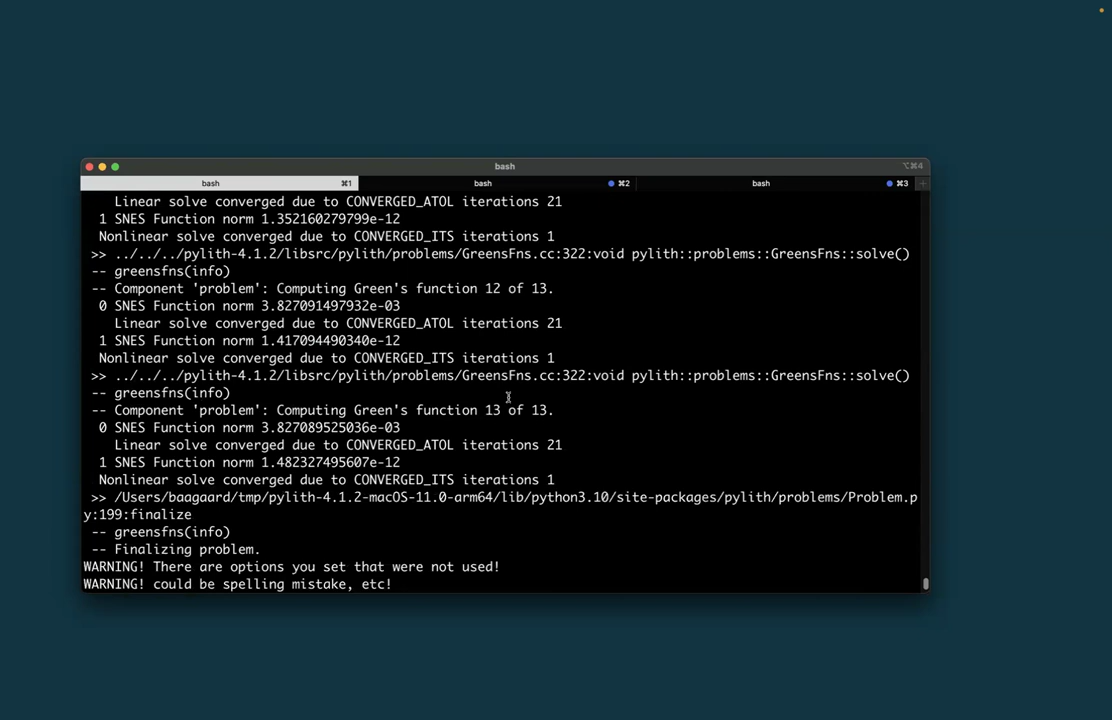 bash
⌥⌘4
bash ⌘1 bash ⌘2 bash ⌘3 +
Linear solve converged due to CONVERGED_ATOL iterations 21
1 SNES Function norm 1.352160279799e-12
Nonlinear solve converged due to CONVERGED_ITS iterations 1
>> ../../../pylith-4.1.2/libsrc/pylith/problems/GreensFns.cc:322:void pylith::problems::GreensFns::solve()
-- greensfns(info)
-- Component 'problem': Computing Green's function 12 of 13.
0 SNES Function norm 3.827091497932e-03
Linear solve converged due to CONVERGED_ATOL iterations 21
1 SNES Function norm 1.417094490340e-12
Nonlinear solve converged due to CONVERGED_ITS iterations 1
>> ../../../pylith-4.1.2/libsrc/pylith/problems/GreensFns.cc:322:void pylith::problems::GreensFns::solve()
-- greensfns(info)
-- Component 'problem': Computing Green's function 13 of 13.
0 SNES Function norm 3.827089525036e-03
Linear solve converged due to CONVERGED_ATOL iterations 21
1 SNES Function norm 1.482327495607e-12
Nonlinear solve converged due to CONVERGED_ITS iterations 1
>> /Users/baagaard/tmp/pylith-4.1.2-macOS-11.0-arm64/lib/python3.10/site-packages/pylith/problems/Problem.p
y:199:finalize
-- greensfns(info)
-- Finalizing problem.
WARNING! There are options you set that were not used!
WARNING! could be spelling mistake, etc!